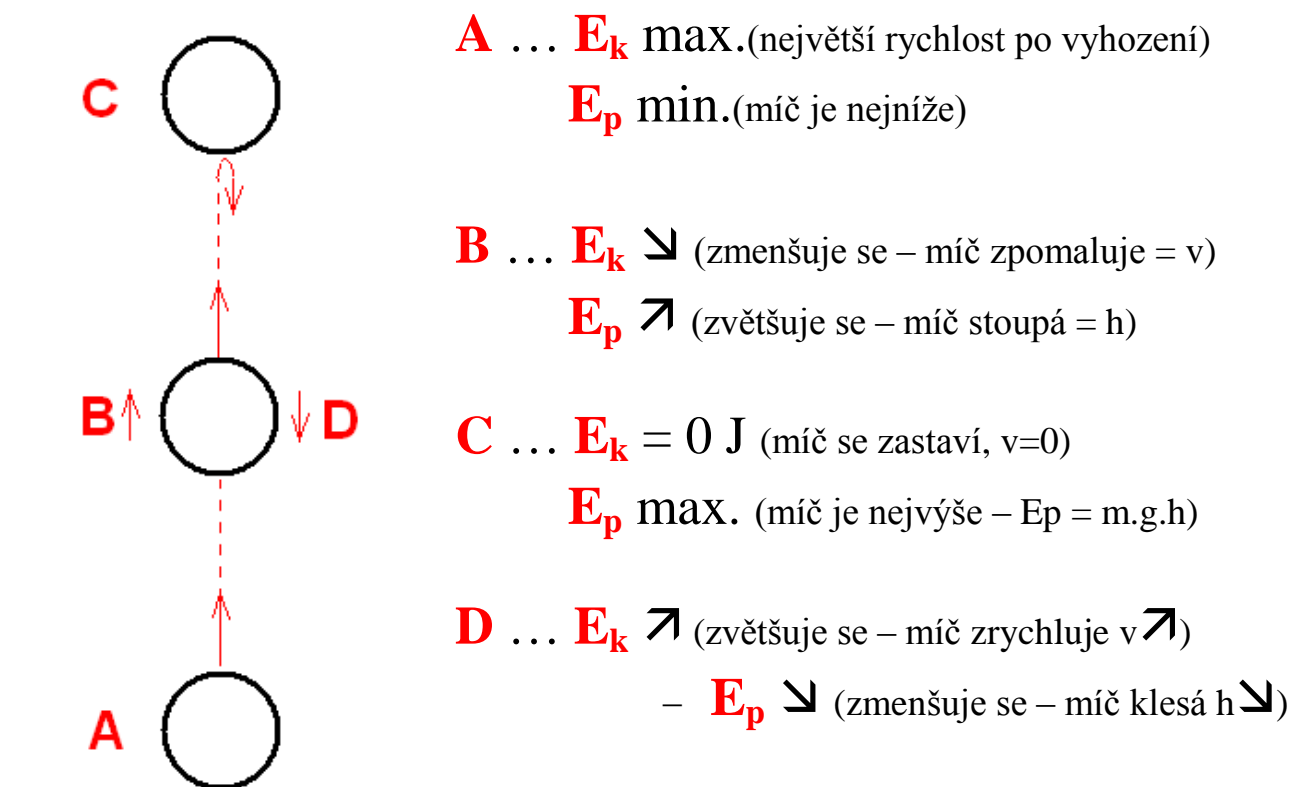 A … Ek max.(největší rychlost po vyhození)
Ep min.(míč je nejníže)
C
B … Ek ↘ (zmenšuje se – míč zpomaluje = v)
Ep ↗ (zvětšuje se – míč stoupá = h)
B D
C … Ek = 0 J (míč se zastaví, v=0)
Ep max. (míč je nejvýše – Ep = m.g.h)
D … Ek ↗ (zvětšuje se – míč zrychluje v↗)
– Ep ↘ (zmenšuje se – míč klesá h↘)
A